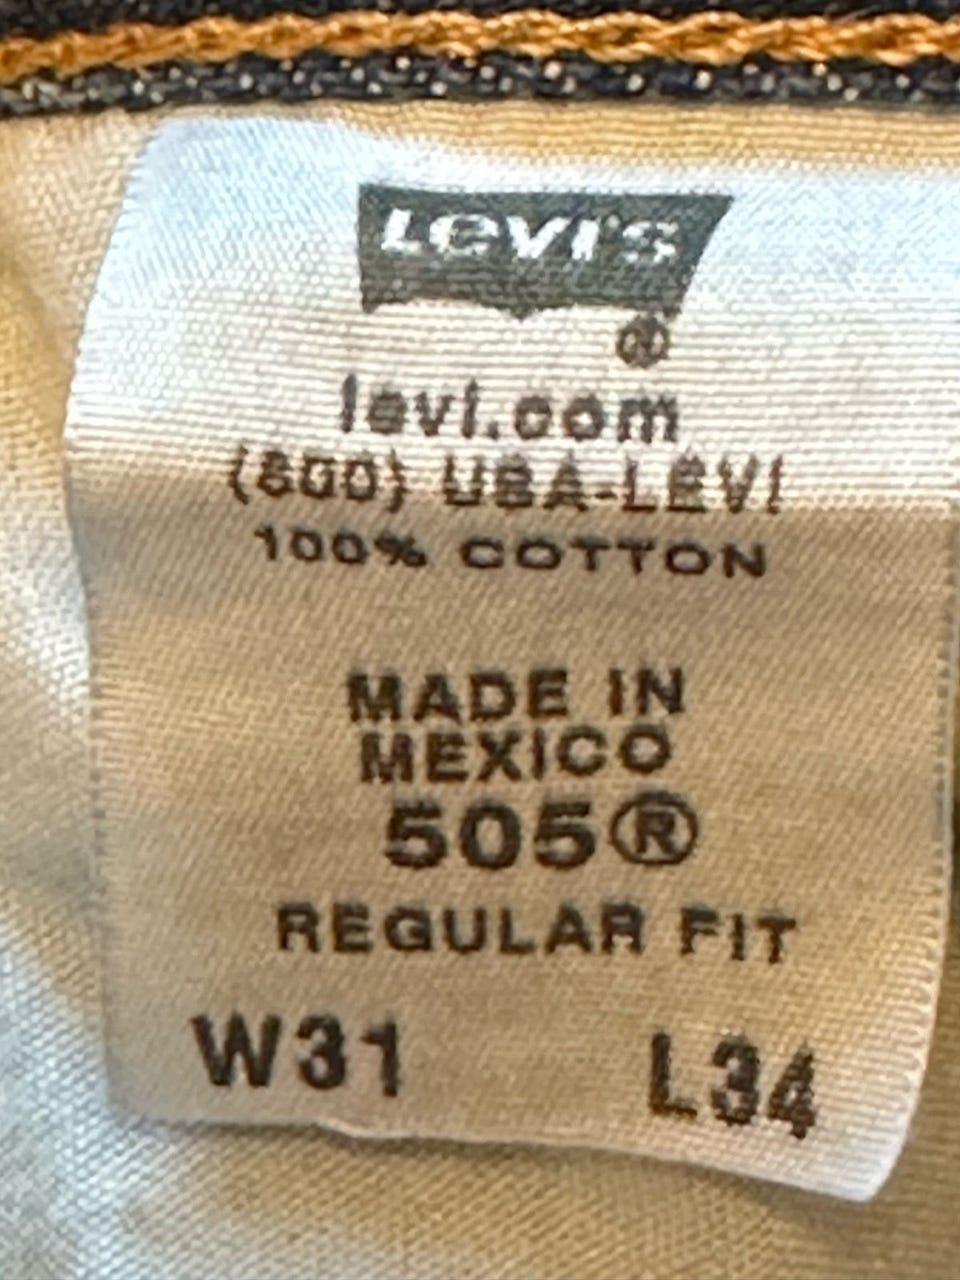 Levi's
®
levi.com
(800) USA-LEVI
100% COTTON
MADE IN
MEXICO
505®
REGULAR FIT
W31 L34